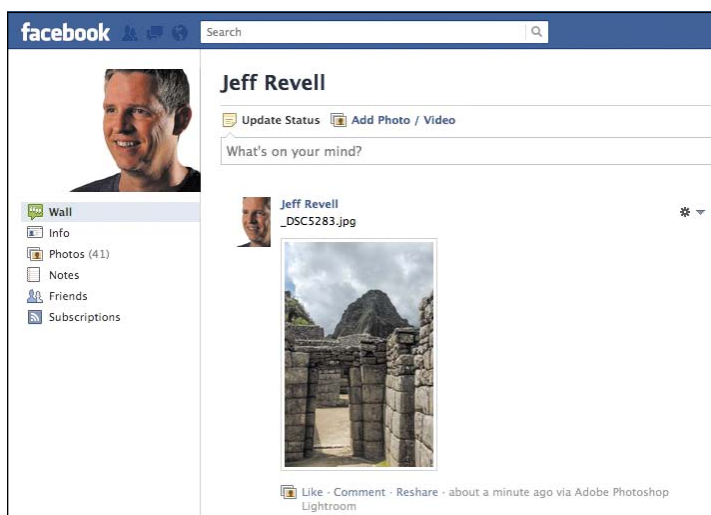 facebook
Search
Jeff Revell
Update Status Add Photo / Video
What's on your mind?
Wall
Info
Photos (41)
Notes
Friends
Subscriptions
Jeff Revell
_DSC5283.jpg
Like · Comment · Reshare · about a minute ago via Adobe Photoshop
Lightroom